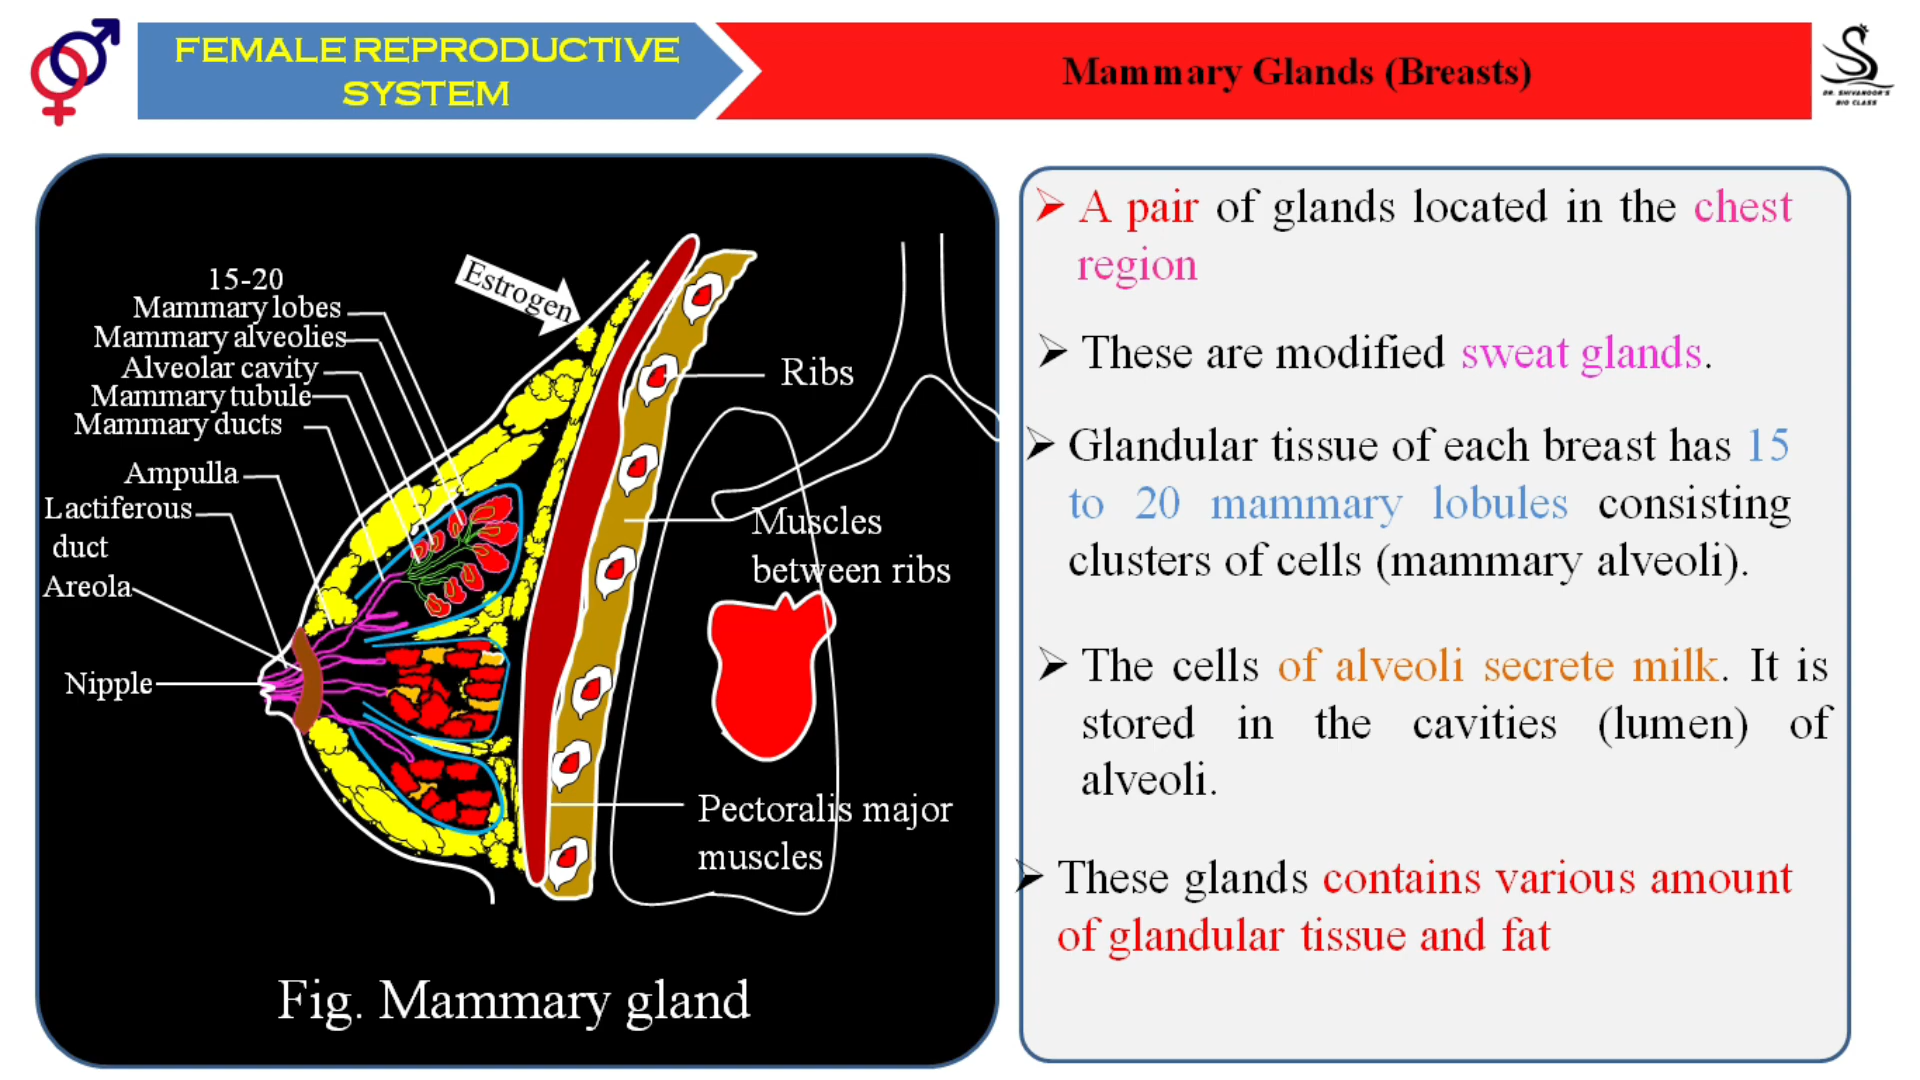 FEMALE REPRODUCTIVE
SYSTEM
Mammary Glands (Breasts)
DR. SHIVANOOR'S
BIO CLASS
15-20
Mammary lobes
Mammary alveolies
Alveolar cavity
Mammary tubule
Mammary ducts
Ampulla
Lactiferous
duct
Areola
Nipple
Estrogen
Ribs
Muscles
between ribs
Pectoralis major
muscles
Fig. Mammary gland
A pair of glands located in the chest
region
These are modified sweat glands.
Glandular tissue of each breast has 15
to 20 mammary lobules consisting
clusters of cells (mammary alveoli).
The cells of alveoli secrete milk. It is
stored in the cavities (lumen) of
alveoli.
These glands contains various amount
of glandular tissue and fat